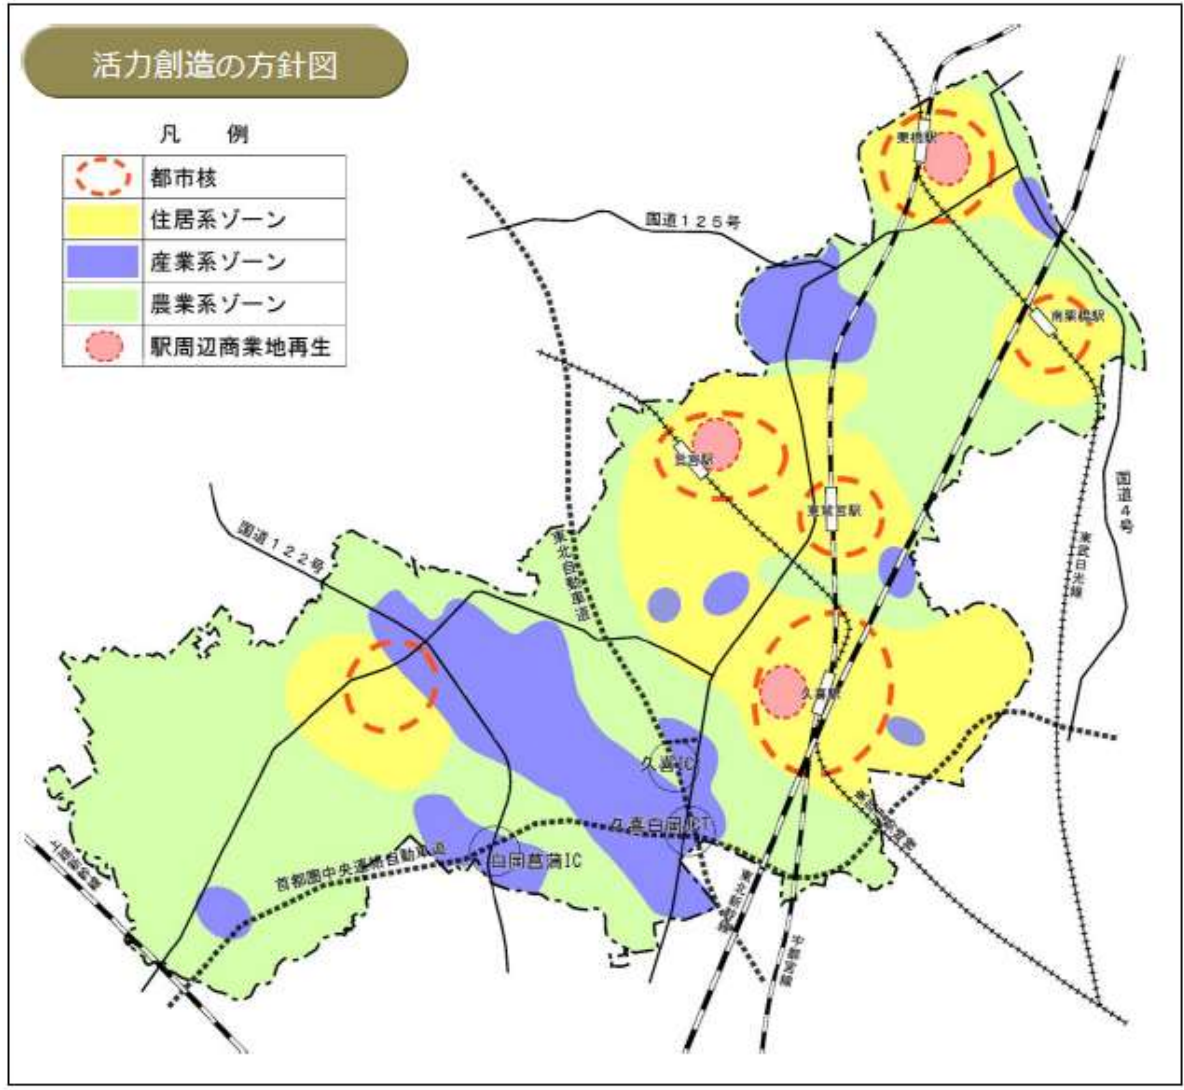 活力創造の方針図
凡 例
都市核
住居系ゾーン
産業系ゾーン
農業系ゾーン
駅周辺商業地再生
栗橋駅
国道125号
南栗橋駅
鷲宮駅
国道4号
東鷲宮駅
国道122号
東北自動車道
東武日光線
久喜駅
久喜IC
久喜白岡JCT
白岡菖蒲IC
首都圏中央連絡自動車道
上越新幹線
東北新幹線
宇都宮線